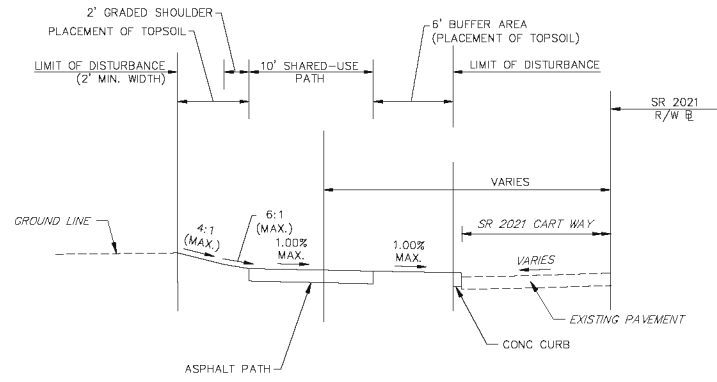 2' GRADED SHOULDER
PLACEMENT OF TOPSOIL
6' BUFFER AREA
(PLACEMENT OF TOPSOIL)
LIMIT OF DISTURBANCE
(2' MIN. WIDTH)
10' SHARED-USE
PATH
LIMIT OF DISTURBANCE
SR 2021
R/W ⅊
VARIES
GROUND LINE
4:1
(MAX.)
6:1
(MAX.)
1.00%
MAX.
1.00%
MAX.
SR 2021 CART WAY
VARIES
EXISTING PAVEMENT
CONC CURB
ASPHALT PATH